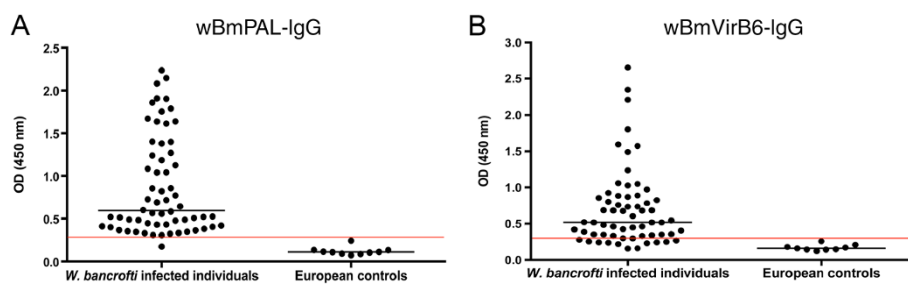 A
wBmPAL-IgG
OD (450 nm)
2.5
2.0
1.5
1.0
0.5
0.0
W. bancrofti infected individuals
European controls
B
wBmVirB6-IgG
OD (450 nm)
3.0
2.5
2.0
1.5
1.0
0.5
0.0
W. bancrofti infected individuals
European controls